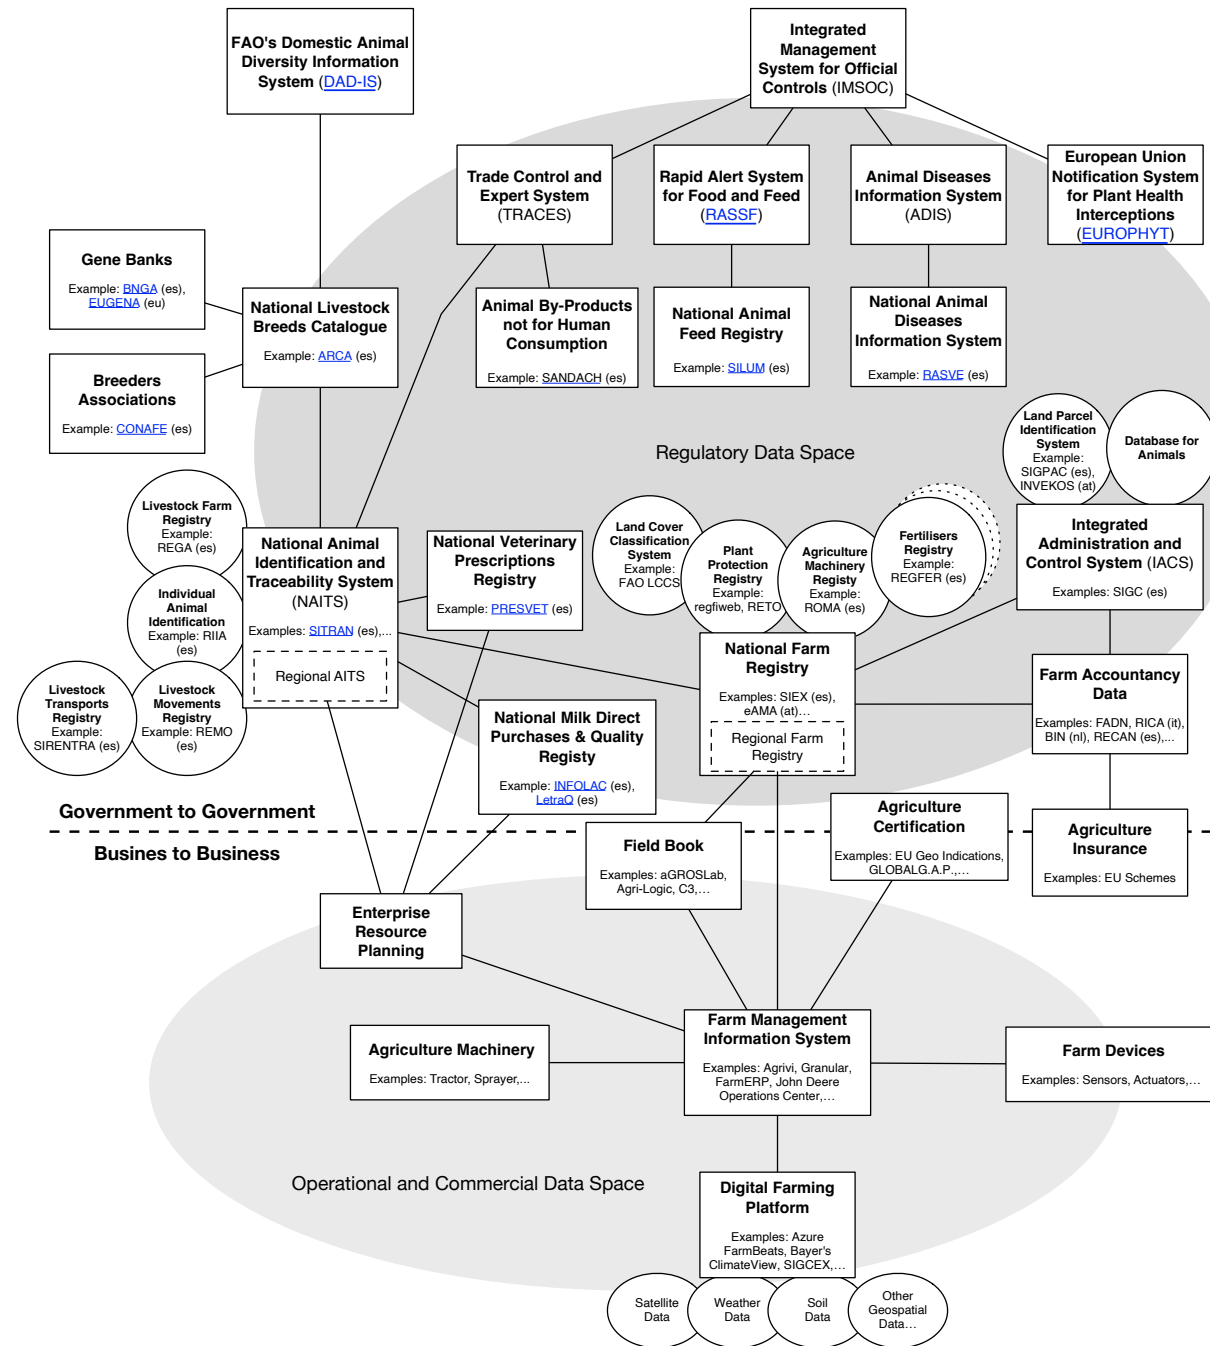 FAO's Domestic Animal
Diversity Information
System (DAD-IS)
Integrated
Management
System for Official
Controls (IMSOC)
Trade Control and
Expert System
(TRACES)
Rapid Alert System
for Food and Feed
(RASSF)
Animal Diseases
Information System
(ADIS)
European Union
Notification System
for Plant Health
Interceptions
(EUROPHYT)
Gene Banks
Example: BNGA (es),
EUGENA (eu)
National Livestock
Breeds Catalogue
Example: ARCA (es)
Animal By-Products
not for Human
Consumption
Example: SANDACH (es)
National Animal
Feed Registry
Example: SILUM (es)
National Animal
Diseases
Information System
Example: RASVE (es)
Breeders
Associations
Example: CONAFE (es)
Regulatory Data Space
Land Parcel
Identification
System
Example:
SIGPAC (es),
INVEKOS (at)
Database for
Animals
Livestock Farm
Registry
Example:
REGA (es)
National Animal
Identification and
Traceability System
(NAITS)
Examples: SITRAN (es),...
Regional AITS
National Veterinary
Prescriptions
Registry
Example: PRESVET (es)
Land Cover
Classification
System
Example:
FAO LCCS
Plant
Protection
Registry
Example:
regfiweb, RETO
Agriculture
Machinery
Registy
Example:
ROMA (es)
Fertilisers
Registry
Example:
REGFER (es)
Integrated
Administration and
Control System (IACS)
Example: SIGC (es)
Individual
Animal
Identification
Example: RIIA
(es)
Livestock
Transports
Registry
Example:
SIRENTRA (es)
Livestock
Movements
Registry
Example: REMO
(es)
National Farm
Registry
Examples: SIEX (es),
eAMA (at)…
Regional Farm
Registry
Farm Accountancy
Data
Examples: FADN, RICA (it),
BIN (nl), RECAN (es),...
National Milk Direct
Purchases & Quality
Registy
Example: INFOLAC (es),
LetraQ (es)
Government to Government
Busines to Business
Field Book
Examples: aGROSLab,
Agri-Logic, C3,…
Agriculture
Certification
Examples: EU Geo Indications,
GLOBALG.A.P.,…
Agriculture
Insurance
Examples: EU Schemes
Enterprise
Resource
Planning
Agriculture Machinery
Examples: Tractor, Sprayer,...
Farm Management
Information System
Examples: Agrivi, Granular,
FarmERP, John Deere
Operations Center,…
Farm Devices
Examples: Sensors, Actuators,…
Operational and Commercial Data Space
Digital Farming
Platform
Examples: Azure
FarmBeats, Bayer's
ClimateView, SIGCEX,…
Satellite
Data
Weather
Data
Soil
Data
Other
Geospatial
Data…